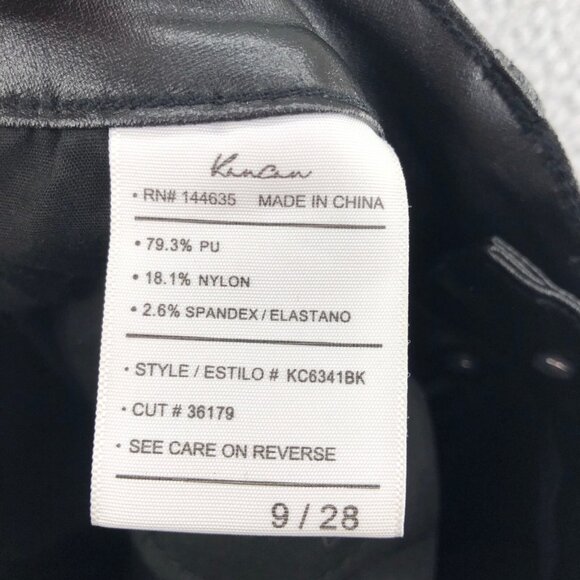 Kancan
• RN# 144635 MADE IN CHINA
• 79.3% PU
• 18.1% NYLON
• 2.6% SPANDEX / ELASTANO
• STYLE / ESTILO # KC6341BK
• CUT # 36179
• SEE CARE ON REVERSE
9 / 28